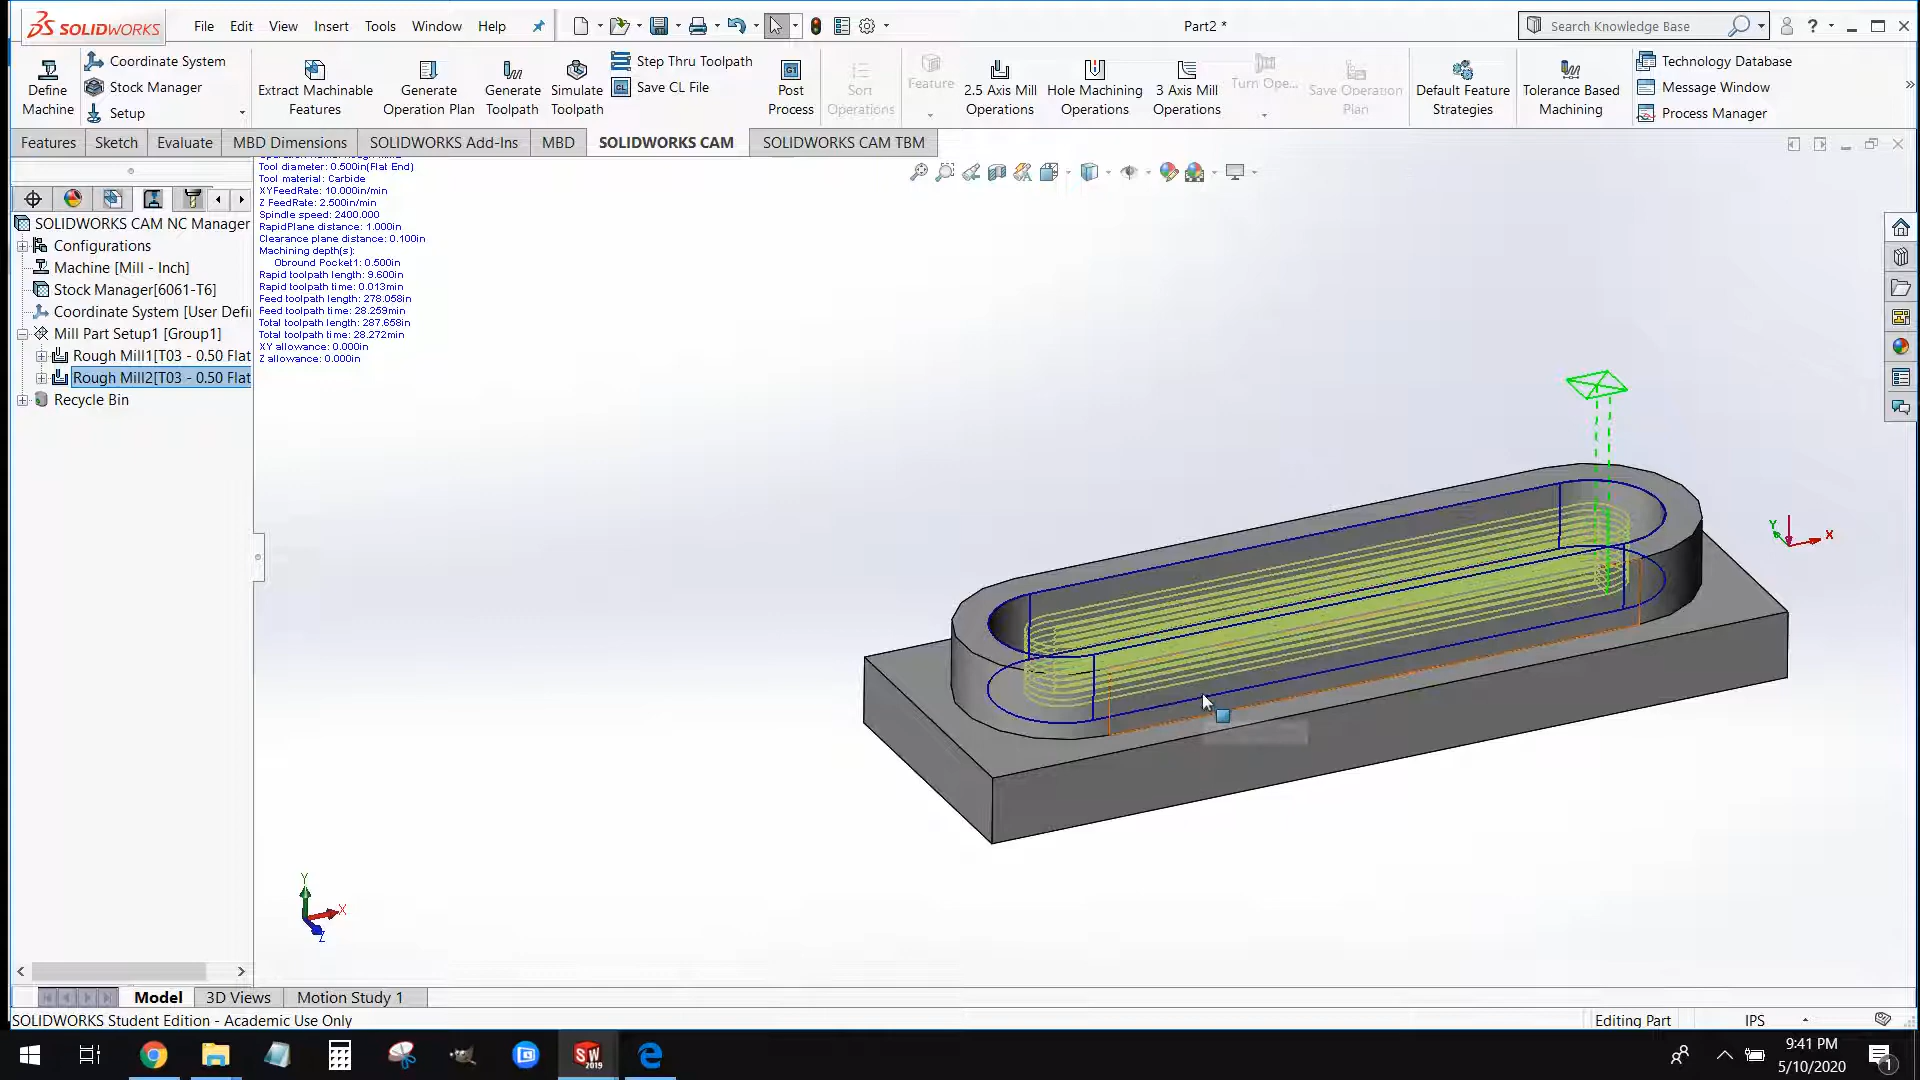 SOLIDWORKS
File Edit View Insert Tools Window Help
Part2 *
Search Knowledge Base
?
Define Machine
Coordinate System
Stock Manager
Setup
Extract Machinable Features
Generate Operation Plan
Generate Toolpath
Simulate Toolpath
Step Thru Toolpath
Save CL File
G1
Post Process
Sort Operations
Feature
2.5 Axis Mill Operations
Hole Machining Operations
3 Axis Mill Operations
Turn Ope...
Save Operation Plan
Default Feature Strategies
Tolerance Based Machining
Technology Database
Message Window
Process Manager
Features Sketch Evaluate MBD Dimensions SOLIDWORKS Add-Ins MBD SOLIDWORKS CAM SOLIDWORKS CAM TBM
Tool diameter: 0.500in(Flat End)
Tool material: Carbide
XYFeedRate: 10.000in/min
Z FeedRate: 2.500in/min
Spindle speed: 2400.000
RapidPlane distance: 1.000in
Clearance plane distance: 0.100in
Machining depth(s):
Obround Pocket1: 0.500in
Rapid toolpath length: 9.600in
Rapid toolpath time: 0.013min
Feed toolpath length: 278.058in
Feed toolpath time: 28.259min
Total toolpath length: 287.658in
Total toolpath time: 28.272min
XY allowance: 0.000in
Z allowance: 0.000in
SOLIDWORKS CAM NC Manager
Configurations
Machine [Mill - Inch]
Stock Manager[6061-T6]
Coordinate System [User Defi
Mill Part Setup1 [Group1]
Rough Mill1[T03 - 0.50 Flat
Rough Mill2[T03 - 0.50 Flat
Recycle Bin
Y
X
Y
X
Z
Model 3D Views Motion Study 1
SOLIDWORKS Student Edition - Academic Use Only
Editing Part
IPS
SW
2019
9:41 PM
5/10/2020
1